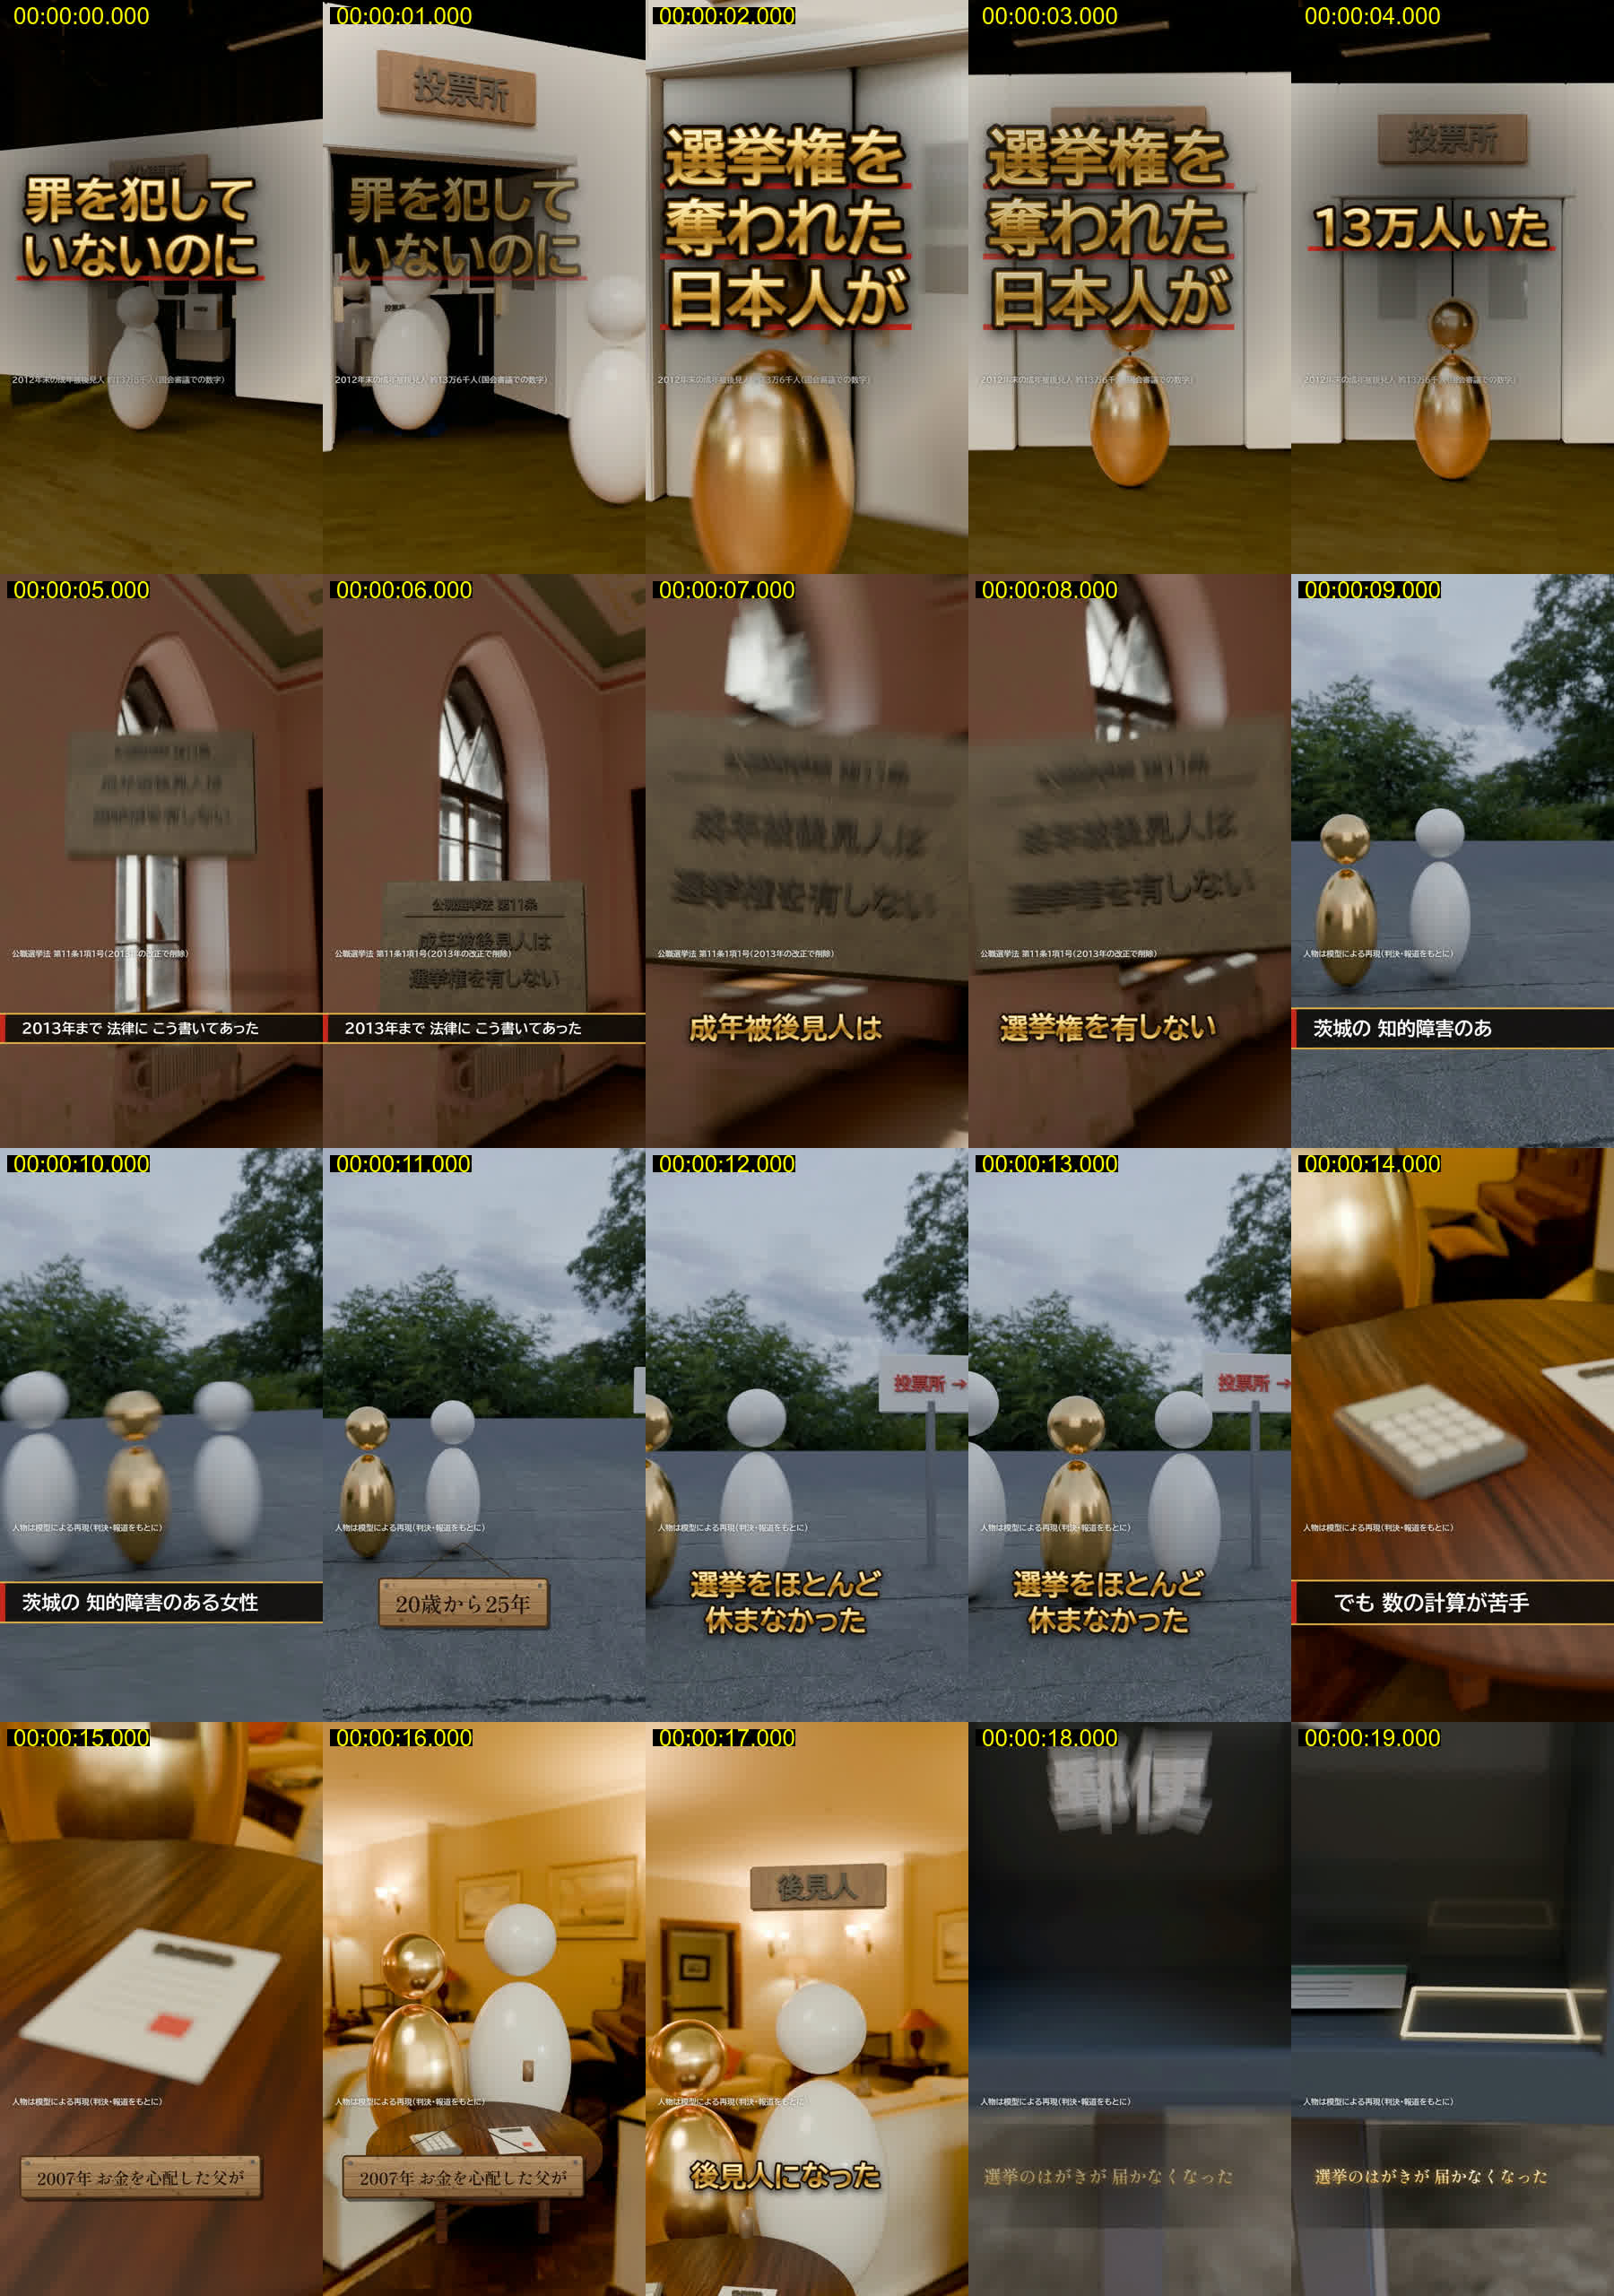 00:00:00.000
罪を犯して
いないのに
2012年末の成年被後見人 約13万6千人(国会審議での数字)
00:00:01.000
投票所
罪を犯して
いないのに
2012年末の成年被後見人 約13万6千人(国会審議での数字)
00:00:02.000
選挙権を
奪われた
日本人が
00:00:03.000
選挙権を
奪われた
日本人が
00:00:04.000
投票所
13万人いた
00:00:05.000
公職選挙法 第11条1項1号(2013年の改正で削除)
2013年まで 法律に こう書いてあった
00:00:06.000
公職選挙法 第11条
成年被後見人は
公職選挙法 第11条1項1号(2013年の改正で削除)
選挙権を有しない
2013年まで 法律に こう書いてあった
00:00:07.000
成年被後見人は
選挙権を有しない
公職選挙法 第11条1項1号(2013年の改正で削除)
成年被後見人は
00:00:08.000
成年被後見人は
選挙権を有しない
公職選挙法 第11条1項1号(2013年の改正で削除)
選挙権を有しない
00:00:09.000
人物は模型による再現(判決・報道をもとに)
茨城の 知的障害のあ
00:00:10.000
人物は模型による再現(判決・報道をもとに)
茨城の 知的障害のある女性
00:00:11.000
人物は模型による再現(判決・報道をもとに)
20歳から25年
00:00:12.000
投票所 →
人物は模型による再現(判決・報道をもとに)
選挙をほとんど
休まなかった
00:00:13.000
投票所 →
人物は模型による再現(判決・報道をもとに)
選挙をほとんど
休まなかった
00:00:14.000
人物は模型による再現(判決・報道をもとに)
でも 数の計算が苦手
00:00:15.000
人物は模型による再現(判決・報道をもとに)
2007年 お金を心配した父が
00:00:16.000
人物は模型による再現(判決・報道をもとに)
2007年 お金を心配した父が
00:00:17.000
後見人
人物は模型による再現(判決・報道をもとに)
後見人になった
00:00:18.000
人物は模型による再現(判決・報道をもとに)
選挙のはがきが 届かなくなった
00:00:19.000
人物は模型による再現(判決・報道をもとに)
選挙のはがきが 届かなくなった